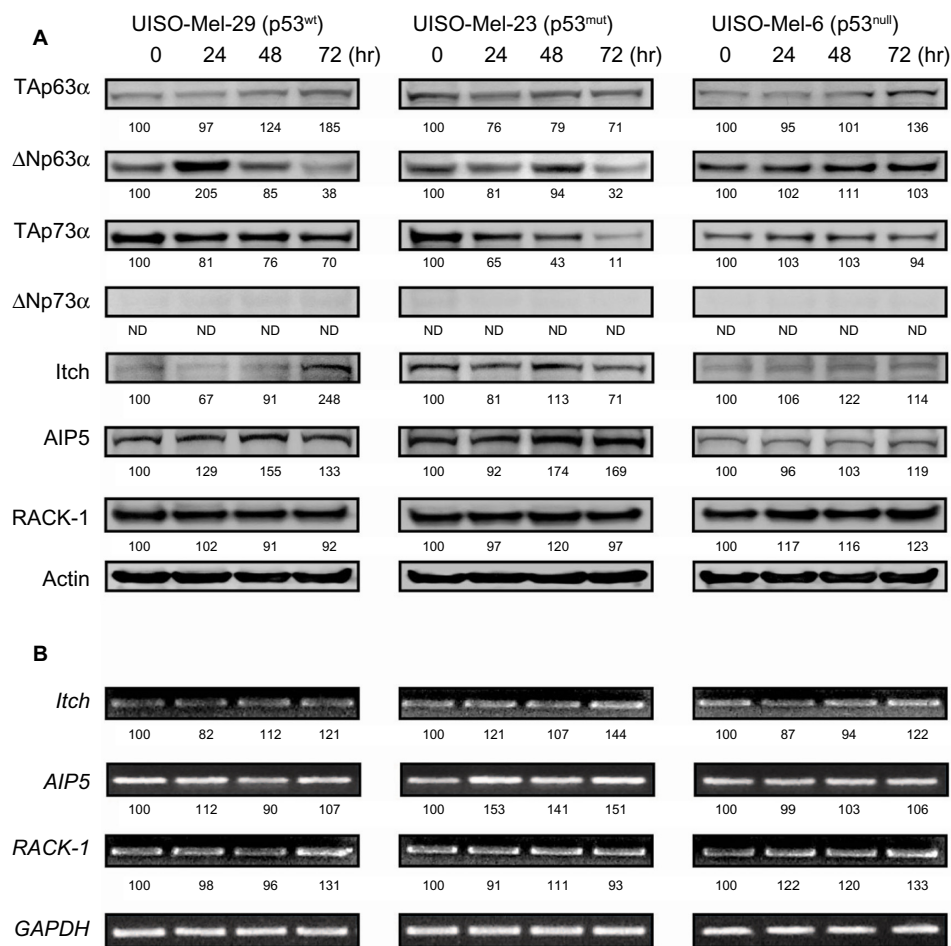 A
UISO-Mel-29 (p53wt) UISO-Mel-23 (p53mut) UISO-Mel-6 (p53null)
0 24 48 72 (hr) 0 24 48 72 (hr) 0 24 48 72 (hr)
TAp63α
100 97 124 185 100 76 79 71 100 95 101 136
ΔNp63α
100 205 85 38 100 81 94 32 100 102 111 103
TAp73α
100 81 76 70 100 65 43 11 100 103 103 94
ΔNp73α
ND ND ND ND ND ND ND ND ND ND ND ND
Itch
100 67 91 248 100 81 113 71 100 106 122 114
AIP5
100 129 155 133 100 92 174 169 100 96 103 119
RACK-1
100 102 91 92 100 97 120 97 100 117 116 123
Actin
B
Itch
100 82 112 121 100 121 107 144 100 87 94 122
AIP5
100 112 90 107 100 153 141 151 100 99 103 106
RACK-1
100 98 96 131 100 91 111 93 100 122 120 133
GAPDH